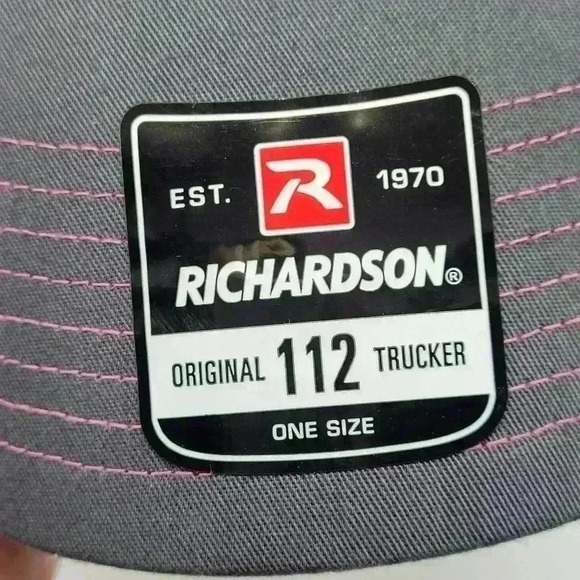 EST. R 1970
RICHARDSON®
ORIGINAL 112 TRUCKER
ONE SIZE